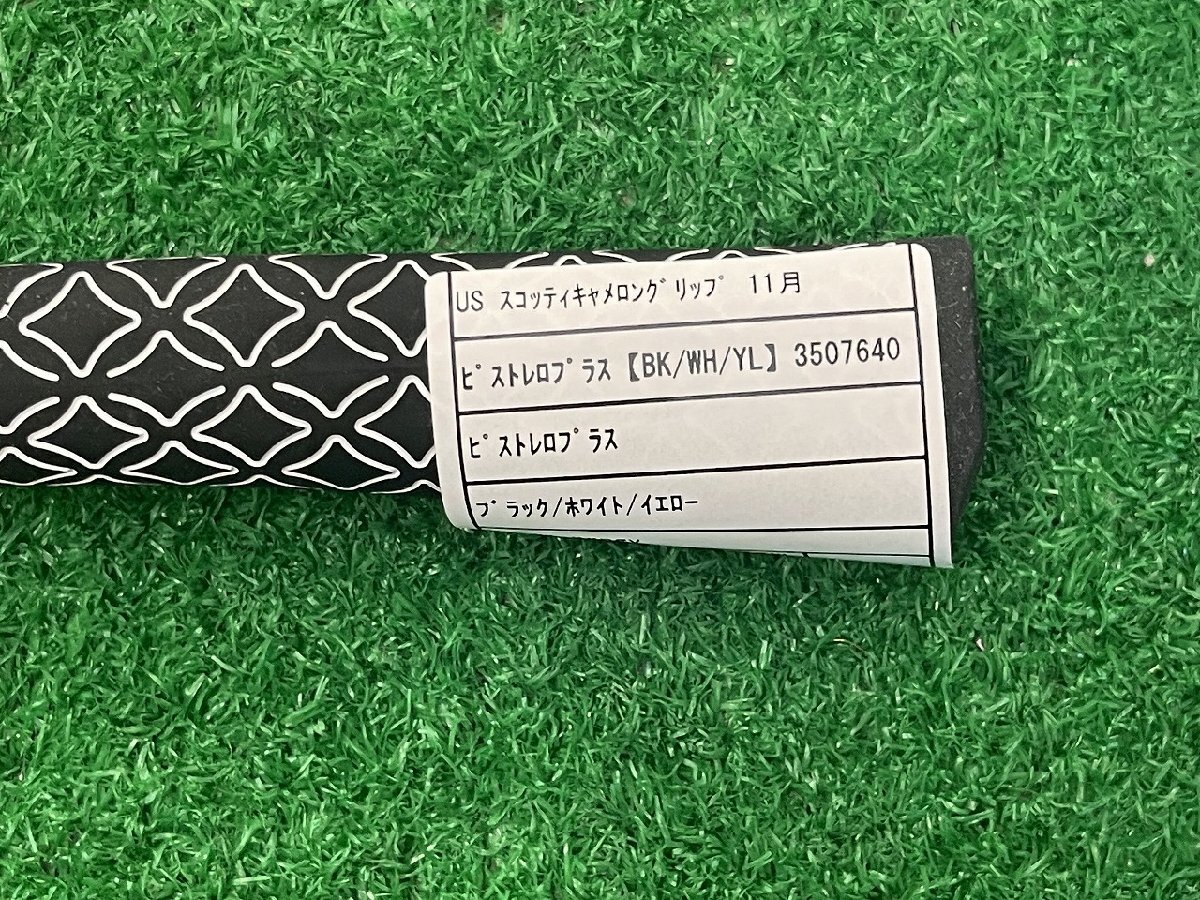 US ｽｺｯﾃｨｷｬﾒﾛﾝｸﾞﾘｯﾌﾟ 11月
ﾋﾟｽﾄﾚﾛﾌﾟﾗｽ【BK/WH/YL】3507640
ﾋﾟｽﾄﾚﾛﾌﾟﾗｽ
ﾌﾞﾗｯｸ/ﾎﾜｲﾄ/ｲｴﾛｰ